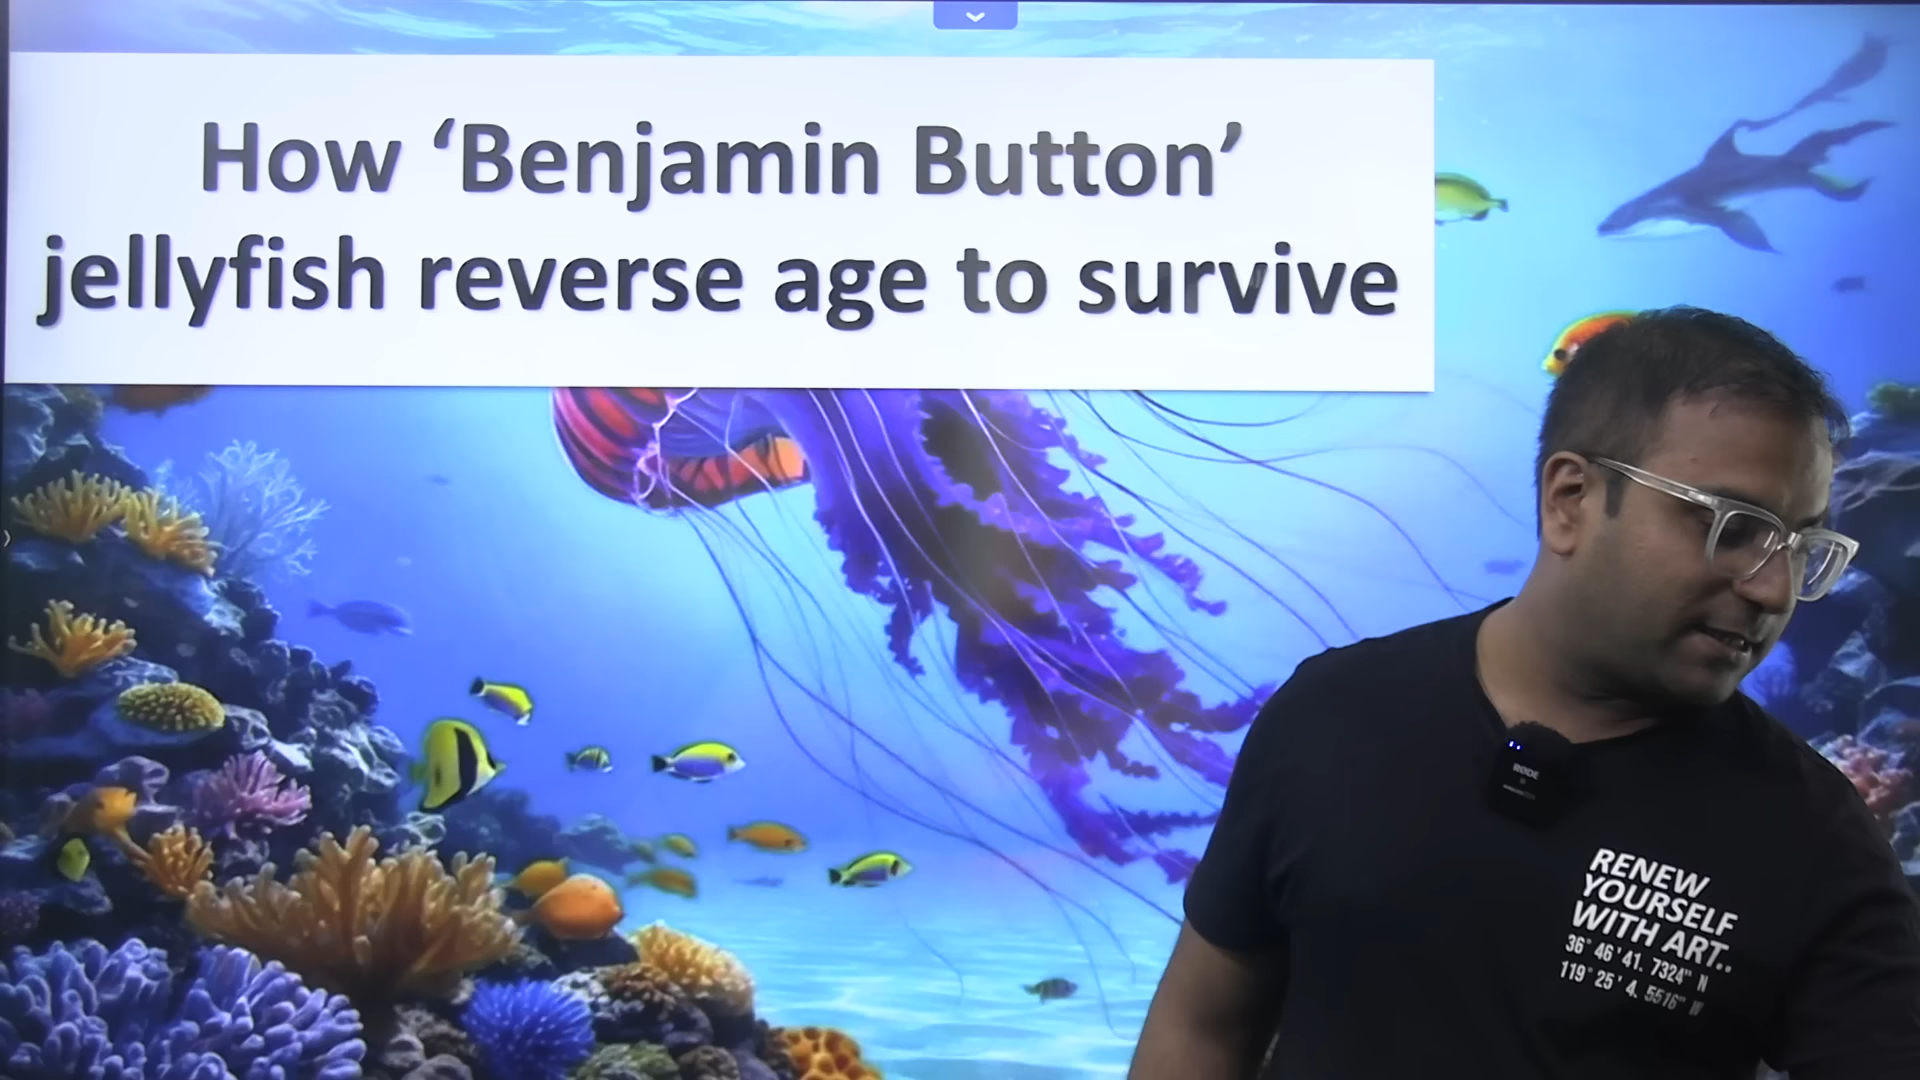 How ‘Benjamin Button’
jellyfish reverse age to survive
RØDE
RENEW
YOURSELF
WITH ART..
36° 46'41. 7324" N
119° 25'4. 5516" W